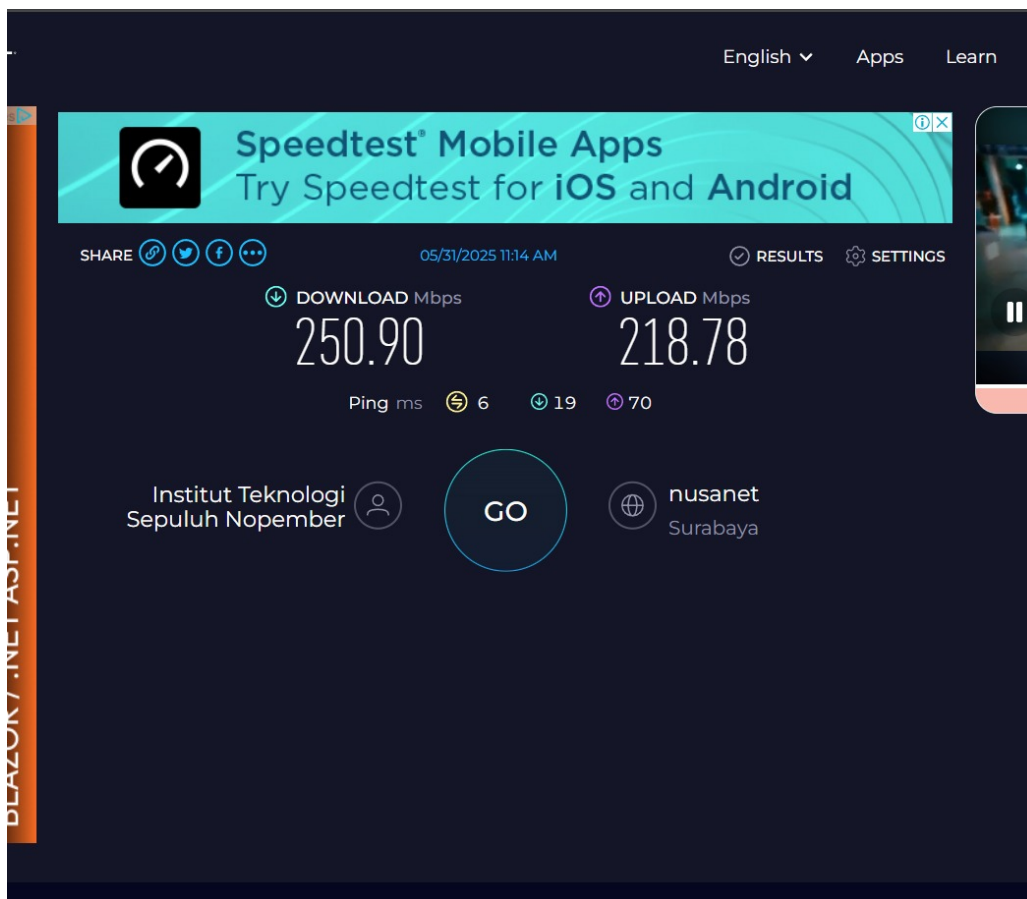 English Apps Learn
Speedtest® Mobile Apps
Try Speedtest for iOS and Android
SHARE 05/31/2025 11:14 AM RESULTS SETTINGS
DOWNLOAD Mbps UPLOAD Mbps
250.90 218.78
Ping ms 6 19 70
Institut Teknologi
Sepuluh Nopember
GO
nusanet
Surabaya
BLAZOR / .NET ASP.NET